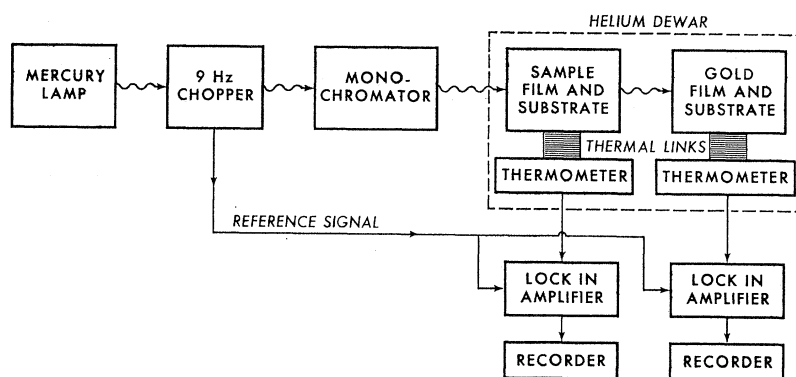 HELIUM DEWAR
MERCURY
LAMP
9 Hz
CHOPPER
MONO-
CHROMATOR
SAMPLE
FILM AND
SUBSTRATE
GOLD
FILM AND
SUBSTRATE
THERMAL LINKS
THERMOMETER
THERMOMETER
REFERENCE SIGNAL
LOCK IN
AMPLIFIER
LOCK IN
AMPLIFIER
RECORDER
RECORDER